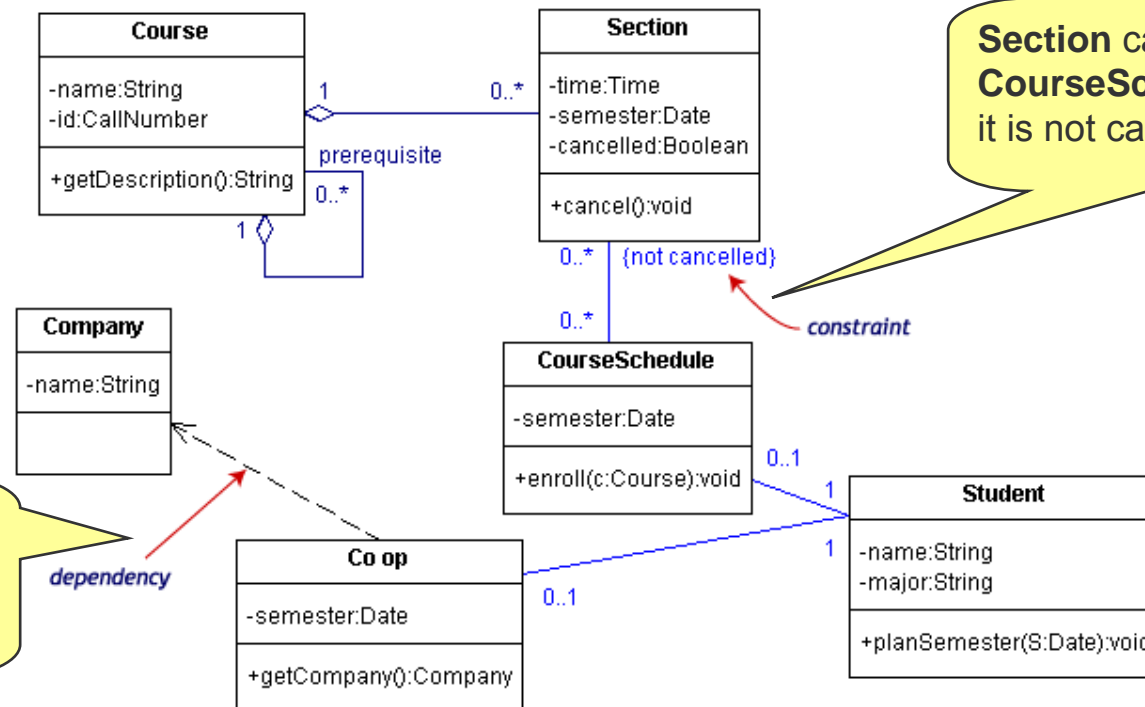 Course
-name:String
-id:CallNumber
+getDescription():String
1
0..*
prerequisite
0..*
1
Section
-time:Time
-semester:Date
-cancelled:Boolean
+cancel():void
Section
CourseSc
it is not ca
0..*
{not cancelled}
0..*
constraint
Company
-name:String
CourseSchedule
-semester:Date
+enroll(c:Course):void
0..1
1
Student
-name:String
-major:String
+planSemester(S:Date):void
dependency
Co op
-semester:Date
+getCompany():Company
0..1
1